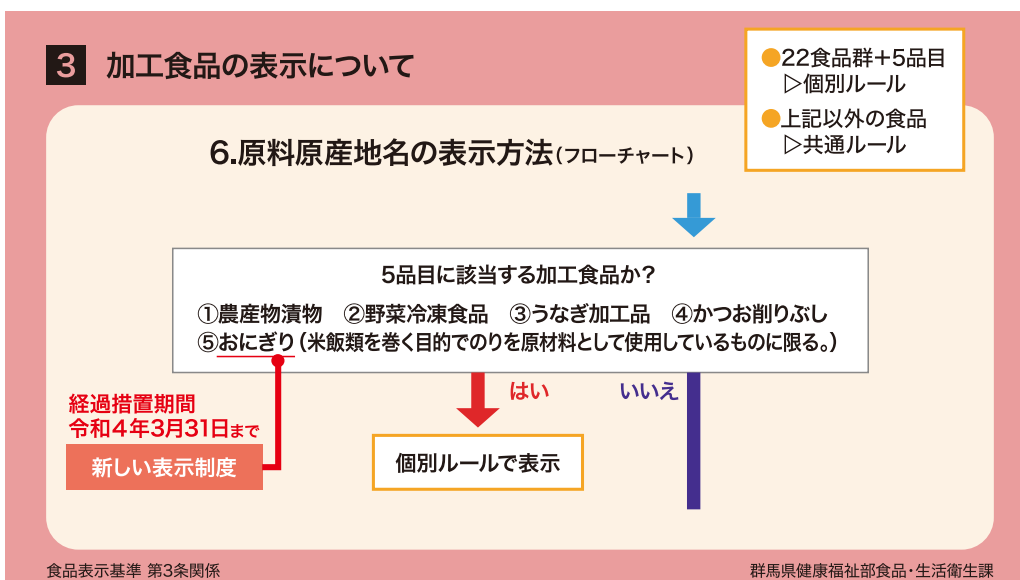 3 加工食品の表示について
●22食品群+5品目
▷個別ルール
●上記以外の食品
▷共通ルール
6.原料原産地名の表示方法(フローチャート)
5品目に該当する加工食品か?
①農産物漬物 ②野菜冷凍食品 ③うなぎ加工品 ④かつお削りぶし
⑤おにぎり(米飯類を巻く目的でのりを原材料として使用しているものに限る。)
はい
いいえ
経過措置期間
令和4年3月31日まで
新しい表示制度
個別ルールで表示
食品表示基準 第3条関係
群馬県健康福祉部食品・生活衛生課